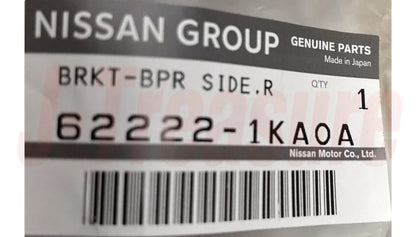 NISSAN GROUP
GENUINE PARTS
Made in Japan
BRKT-BPR SIDE.R
QTY
1
62222-1KA0A
Nissan Motor Co., Ltd.